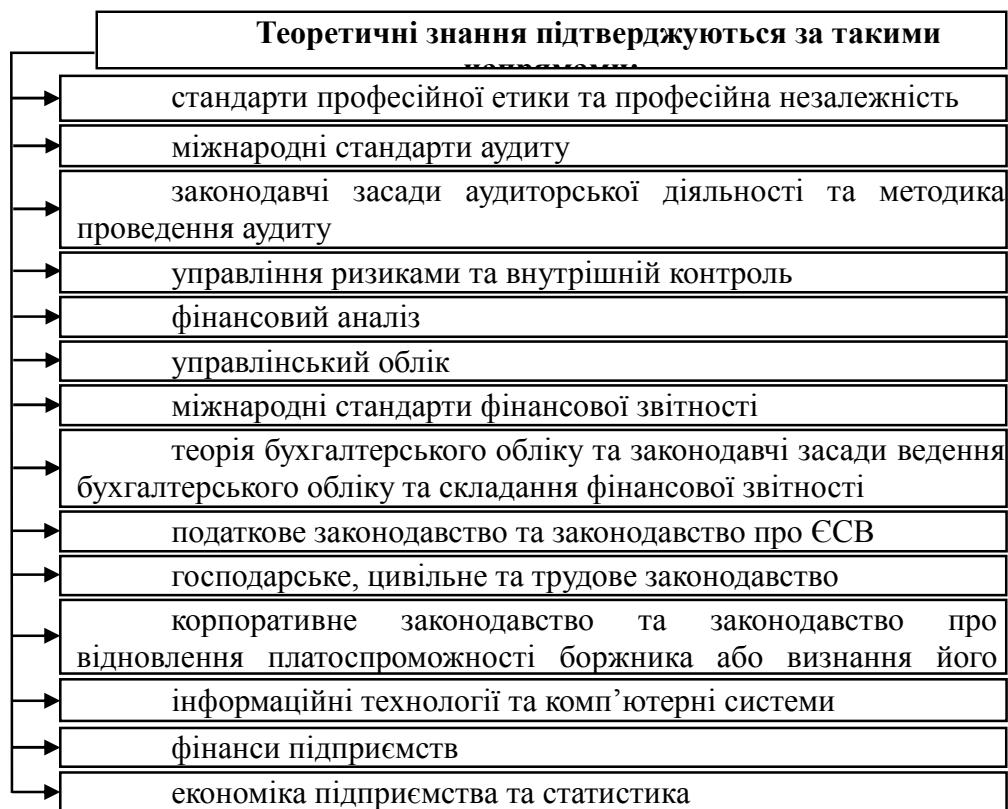 Теоретичні знання підтверджуються за такими
напрямами:
стандарти професійної етики та професійна незалежність
міжнародні стандарти аудиту
законодавчі засади аудиторської діяльності та методика
проведення аудиту
управління ризиками та внутрішній контроль
фінансовий аналіз
управлінський облік
міжнародні стандарти фінансової звітності
теорія бухгалтерського обліку та законодавчі засади ведення
бухгалтерського обліку та складання фінансової звітності
податкове законодавство та законодавство про ЄСВ
господарське, цивільне та трудове законодавство
корпоративне законодавство та законодавство про
відновлення платоспроможності боржника або визнання його
інформаційні технології та комп’ютерні системи
фінанси підприємств
економіка підприємства та статистика